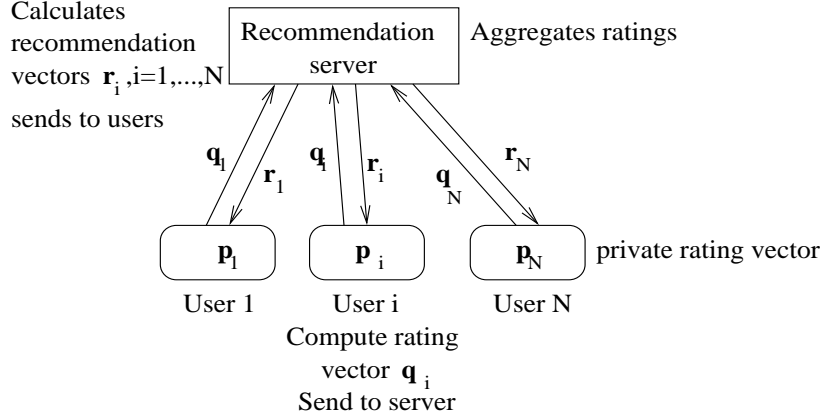 Calculates
recommendation
vectors r_i ,i=1,...,N
sends to users
Recommendation
server
Aggregates ratings
q_1
r_1
q_i
r_i
q_N
r_N
p_1
p_i
p_N
private rating vector
User 1
User i
User N
Compute rating
vector q_i
Send to server